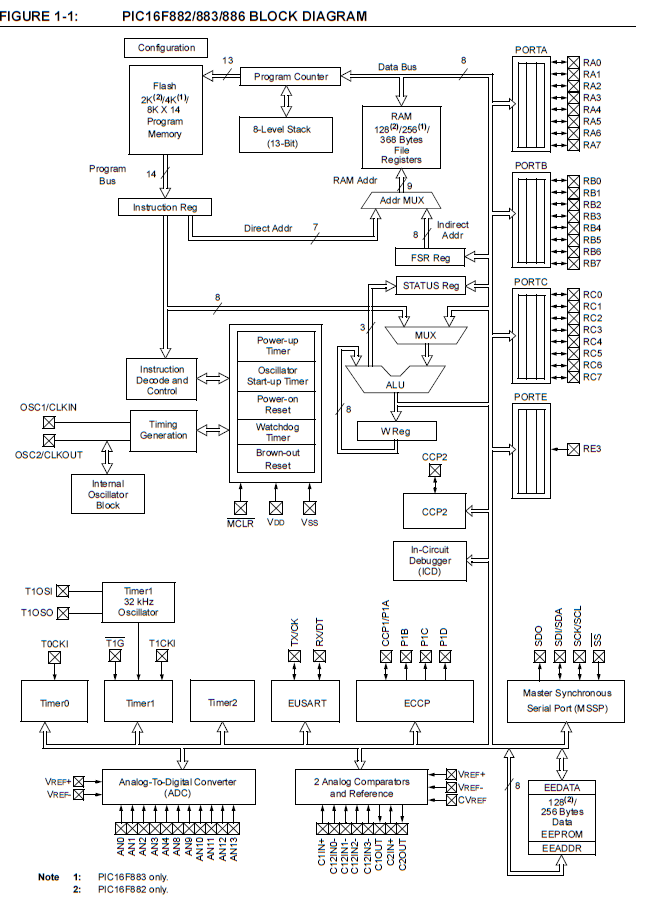 FIGURE 1-1: PIC16F882/883/886 BLOCK DIAGRAM
Configuration
Flash
2K(2)/4K(1)/
8K X 14
Program
Memory
13
Program Counter
Data Bus
8
8-Level Stack
(13-Bit)
RAM
128(2)/256(1)/
368 Bytes
File
Registers
Program
Bus
14
RAM Addr
9
Addr MUX
Instruction Reg
Direct Addr
7
8
Indirect
Addr
FSR Reg
STATUS Reg
8
3
MUX
ALU
8
W Reg
Instruction
Decode and
Control
Power-up
Timer
Oscillator
Start-up Timer
Power-on
Reset
Watchdog
Timer
Brown-out
Reset
OSC1/CLKIN
OSC2/CLKOUT
Timing
Generation
Internal
Oscillator
Block
MCLR
VDD
VSS
CCP2
CCP2
In-Circuit
Debugger
(ICD)
PORTA
RA0
RA1
RA2
RA3
RA4
RA5
RA6
RA7
PORTB
RB0
RB1
RB2
RB3
RB4
RB5
RB6
RB7
PORTC
RC0
RC1
RC2
RC3
RC4
RC5
RC6
RC7
PORTE
RE3
T1OSI
T1OSO
Timer1
32 kHz
Oscillator
T0CKI
T1G
T1CKI
TX/CK
RX/DT
CCP1/P1A
P1B
P1C
P1D
SDO
SDI/SDA
SCK/SCL
SS
Timer0
Timer1
Timer2
EUSART
ECCP
Master Synchronous
Serial Port (MSSP)
VREF+
VREF-
Analog-To-Digital Converter
(ADC)
AN0
AN1
AN2
AN3
AN4
AN8
AN9
AN10
AN11
AN12
AN13
2 Analog Comparators
and Reference
VREF+
VREF-
CVREF
C1IN+
C12IN0-
C12IN1-
C12IN2-
C12IN3-
C1OUT
C2IN+
C2OUT
8
EEDATA
128(2)/
256 Bytes
Data
EEPROM
EEADDR
Note 1: PIC16F883 only.
2: PIC16F882 only.